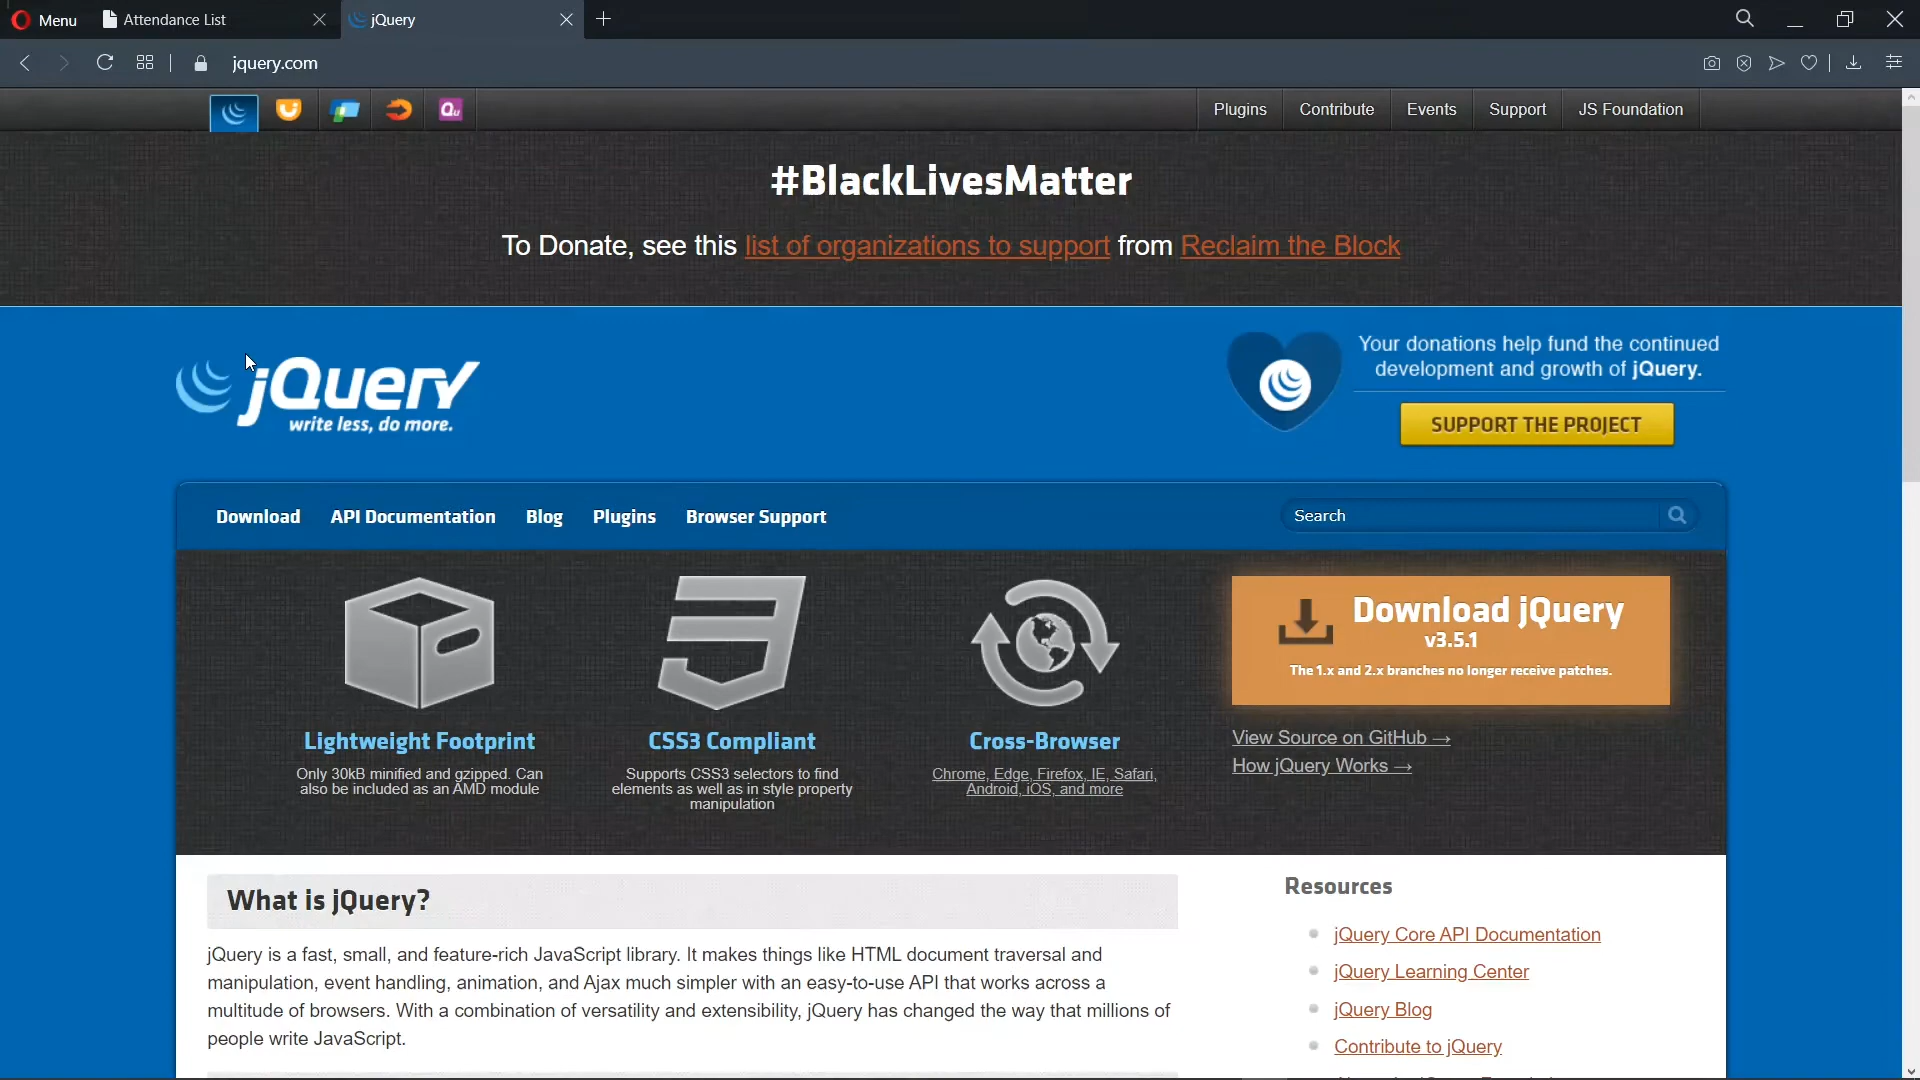 Menu
Attendance List
jQuery
jquery.com
Qu
Plugins
Contribute
Events
Support
JS Foundation
#BlackLivesMatter
To Donate, see this list of organizations to support from Reclaim the Block
jQuery
write less, do more.
Your donations help fund the continued
development and growth of jQuery.
SUPPORT THE PROJECT
Download
API Documentation
Blog
Plugins
Browser Support
Search
Lightweight Footprint
Only 30kB minified and gzipped. Can
also be included as an AMD module
CSS3 Compliant
Supports CSS3 selectors to find
elements as well as in style property
manipulation
Cross-Browser
Chrome, Edge, Firefox, IE, Safari,
Android, iOS, and more
Download jQuery
v3.5.1
The 1.x and 2.x branches no longer receive patches.
View Source on GitHub →
How jQuery Works →
What is jQuery?
jQuery is a fast, small, and feature-rich JavaScript library. It makes things like HTML document traversal and
manipulation, event handling, animation, and Ajax much simpler with an easy-to-use API that works across a
multitude of browsers. With a combination of versatility and extensibility, jQuery has changed the way that millions of
people write JavaScript.
Resources
jQuery Core API Documentation
jQuery Learning Center
jQuery Blog
Contribute to jQuery